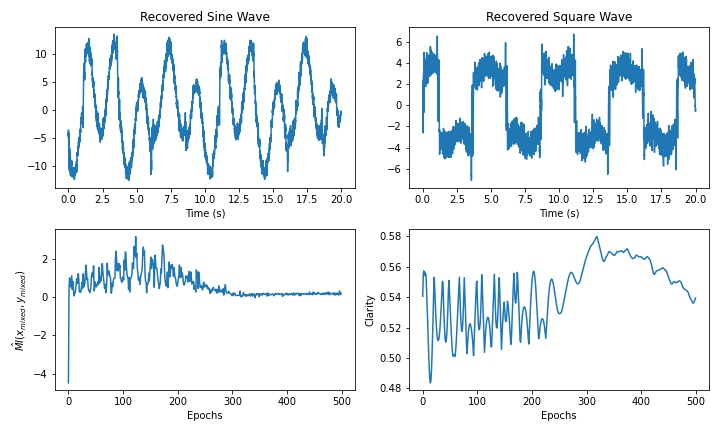 Recovered Sine Wave
10
5
0
−5
−10
0.0 2.5 5.0 7.5 10.0 12.5 15.0 17.5 20.0
Time (s)
Recovered Square Wave
6
4
2
0
−2
−4
−6
0.0 2.5 5.0 7.5 10.0 12.5 15.0 17.5 20.0
Time (s)
M̂I(x_mixed, y_mixed)
2
0
−2
−4
0 100 200 300 400 500
Epochs
Clarity
0.58
0.56
0.54
0.52
0.50
0.48
0 100 200 300 400 500
Epochs